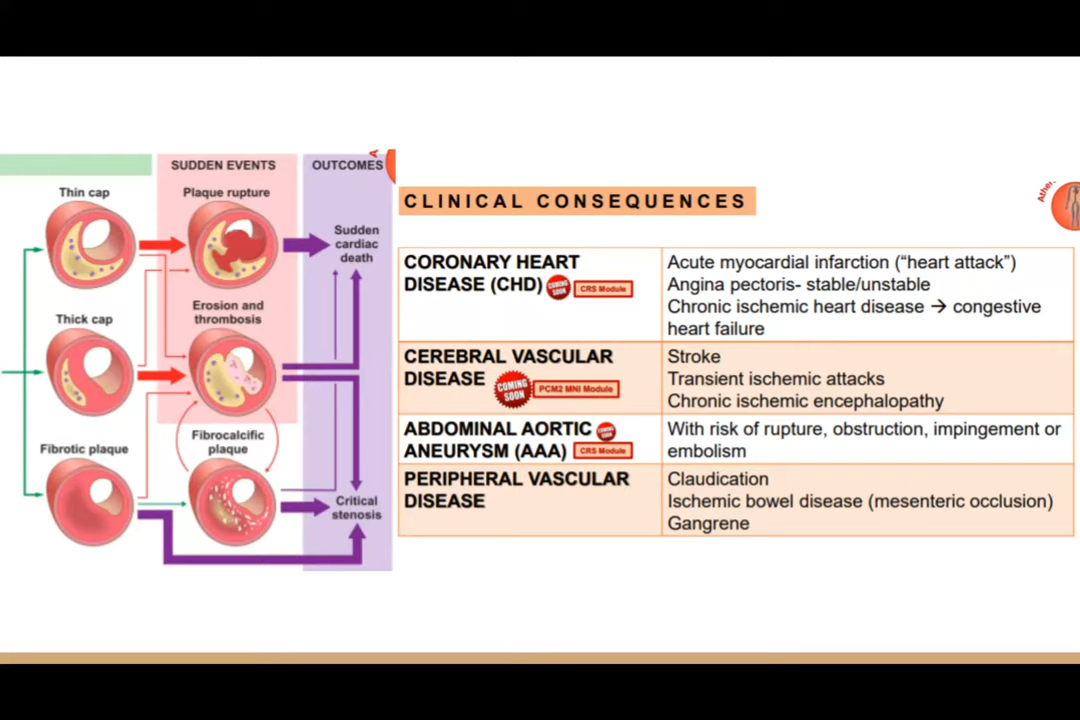 SUDDEN EVENTS
OUTCOMES
Thin cap
Plaque rupture
Sudden
cardiac
death
Erosion and
thrombosis
Thick cap
Fibrocalcific
plaque
Fibrotic plaque
Critical
stenosis
CLINICAL CONSEQUENCES
CORONARY HEART
DISEASE (CHD)
COMING
SOON
CRS Module
Acute myocardial infarction (“heart attack”)
Angina pectoris- stable/unstable
Chronic ischemic heart disease → congestive
heart failure
CEREBRAL VASCULAR
DISEASE
COMING
SOON
PCM2 MNI Module
Stroke
Transient ischemic attacks
Chronic ischemic encephalopathy
ABDOMINAL AORTIC
COMING
SOON
ANEURYSM (AAA)
CRS Module
With risk of rupture, obstruction, impingement or
embolism
PERIPHERAL VASCULAR
DISEASE
Claudication
Ischemic bowel disease (mesenteric occlusion)
Gangrene